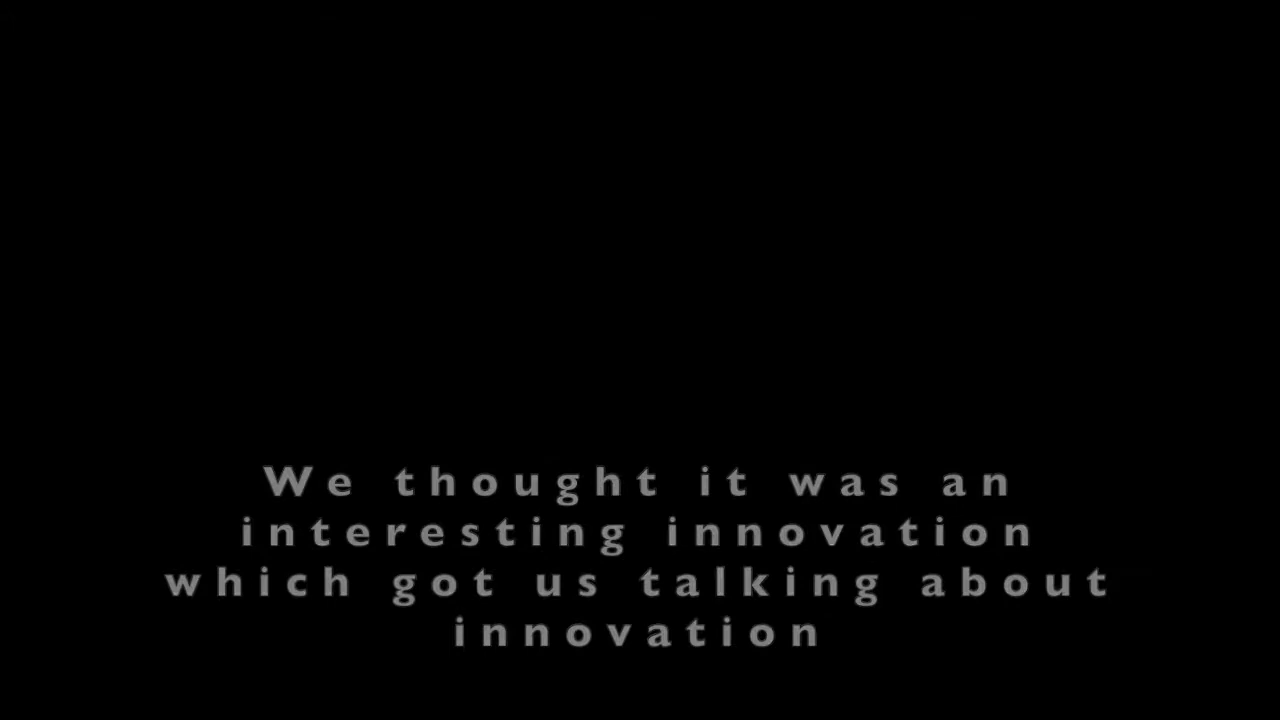 We thought it was an
interesting innovation
which got us talking about
innovation